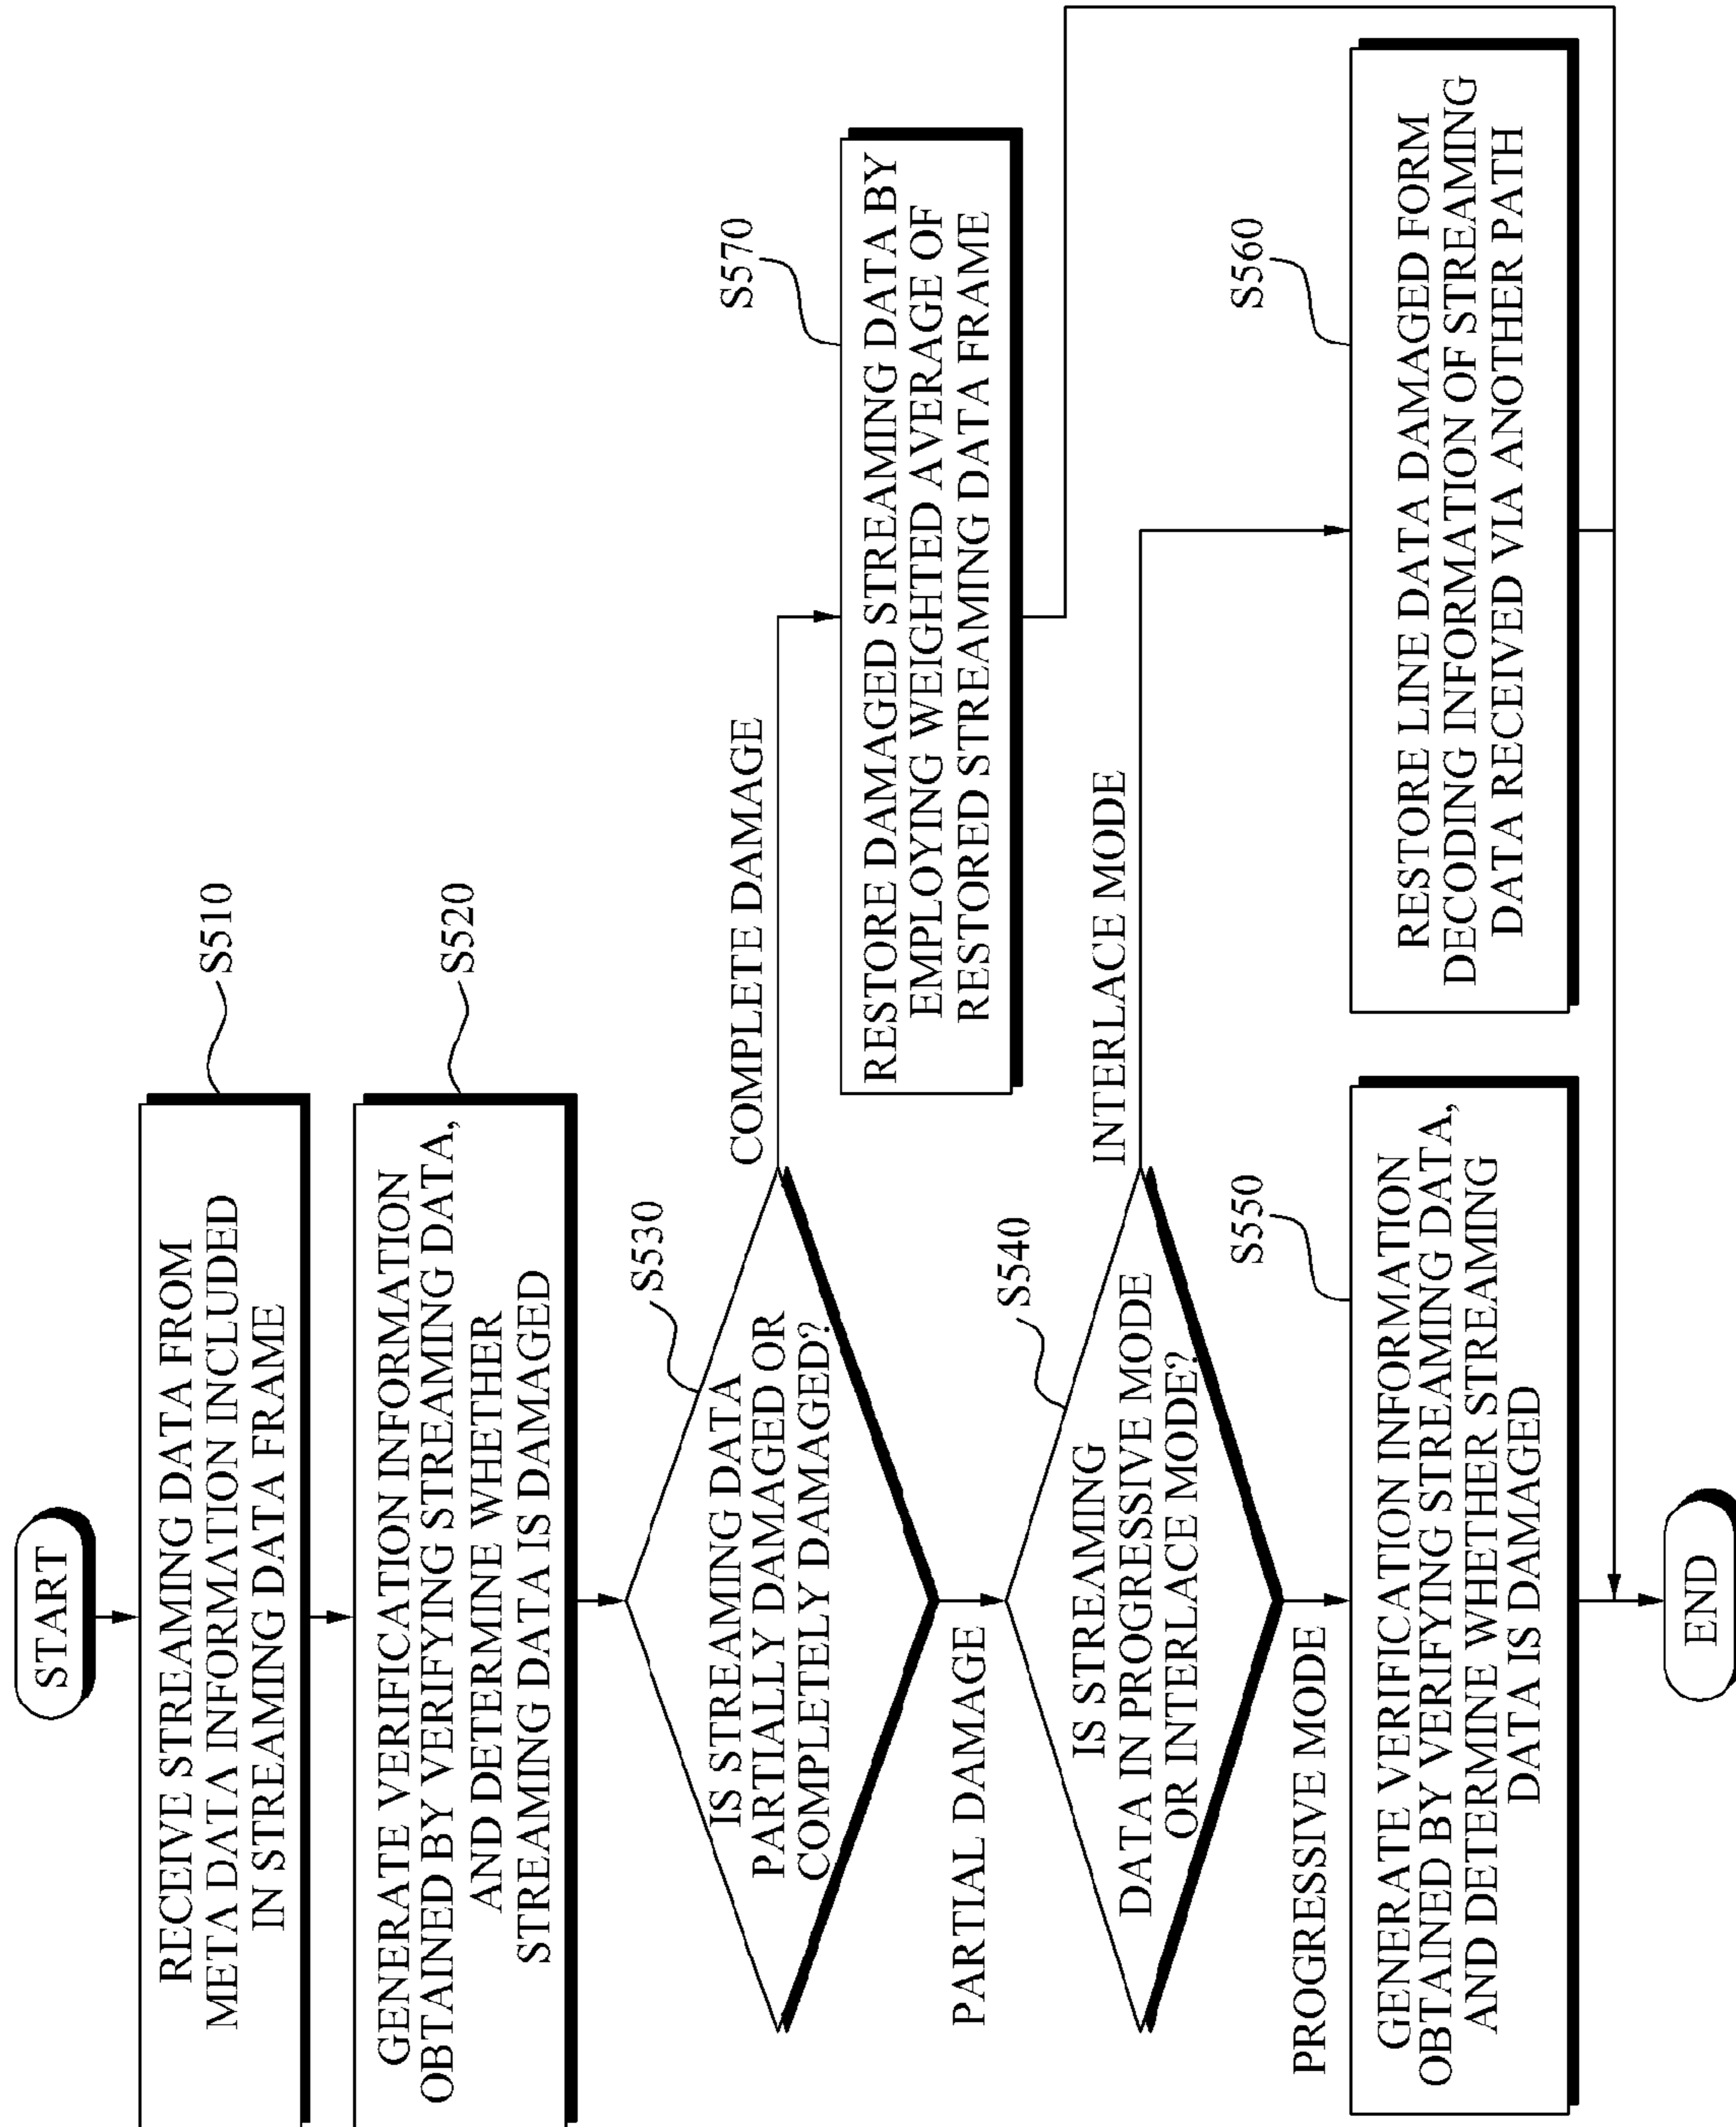 START
RECEIVE STREAMING DATA FROM
META DATA INFORMATION INCLUDED
IN STREAMING DATA FRAME
S510
GENERATE VERIFICATION INFORMATION
OBTAINED BY VERIFYING STREAMING DATA,
AND DETERMINE WHETHER
STREAMING DATA IS DAMAGED
S520
IS STREAMING DATA
PARTIALLY DAMAGED OR
COMPLETELY DAMAGED?
S530
COMPLETE DAMAGE
RESTORE DAMAGED STREAMING DATA BY
EMPLOYING WEIGHTED AVERAGE OF
RESTORED STREAMING DATA FRAME
S570
PARTIAL DAMAGE
IS STREAMING
DATA IN PROGRESSIVE MODE
OR INTERLACE MODE?
S540
INTERLACE MODE
RESTORE LINE DATA DAMAGED FORM
DECODING INFORMATION OF STREAMING
DATA RECEIVED VIA ANOTHER PATH
S560
PROGRESSIVE MODE
GENERATE VERIFICATION INFORMATION
OBTAINED BY VERIFYING STREAMING DATA,
AND DETERMINE WHETHER STREAMING
DATA IS DAMAGED
S550
END